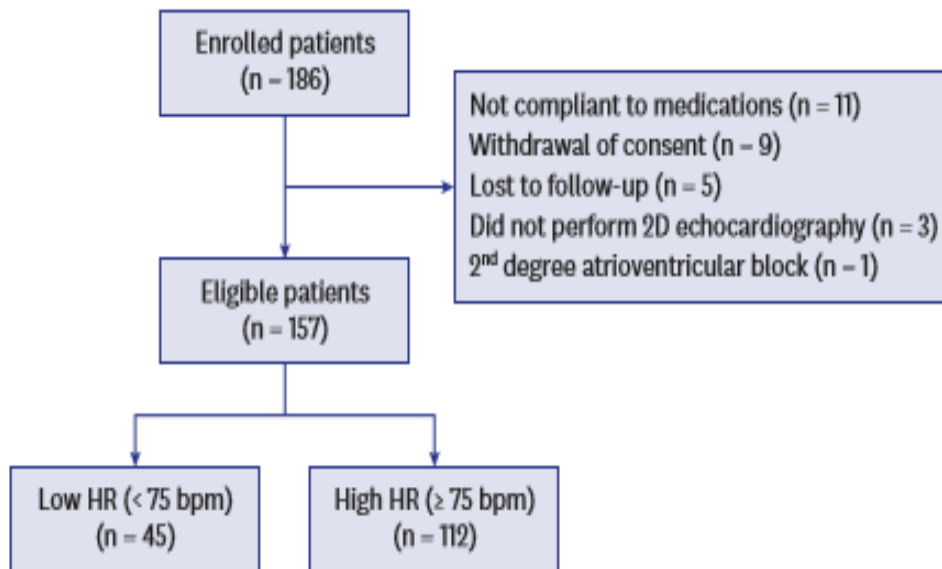 Enrolled patients
(n – 186)
Not compliant to medications (n = 11)
Withdrawal of consent (n – 9)
Lost to follow-up (n = 5)
Did not perform 2D echocardiography (n = 3)
2nd degree atrioventricular block (n – 1)
Eligible patients
(n = 157)
Low HR (< 75 bpm)
(n = 45)
High HR (≥ 75 bpm)
(n = 112)